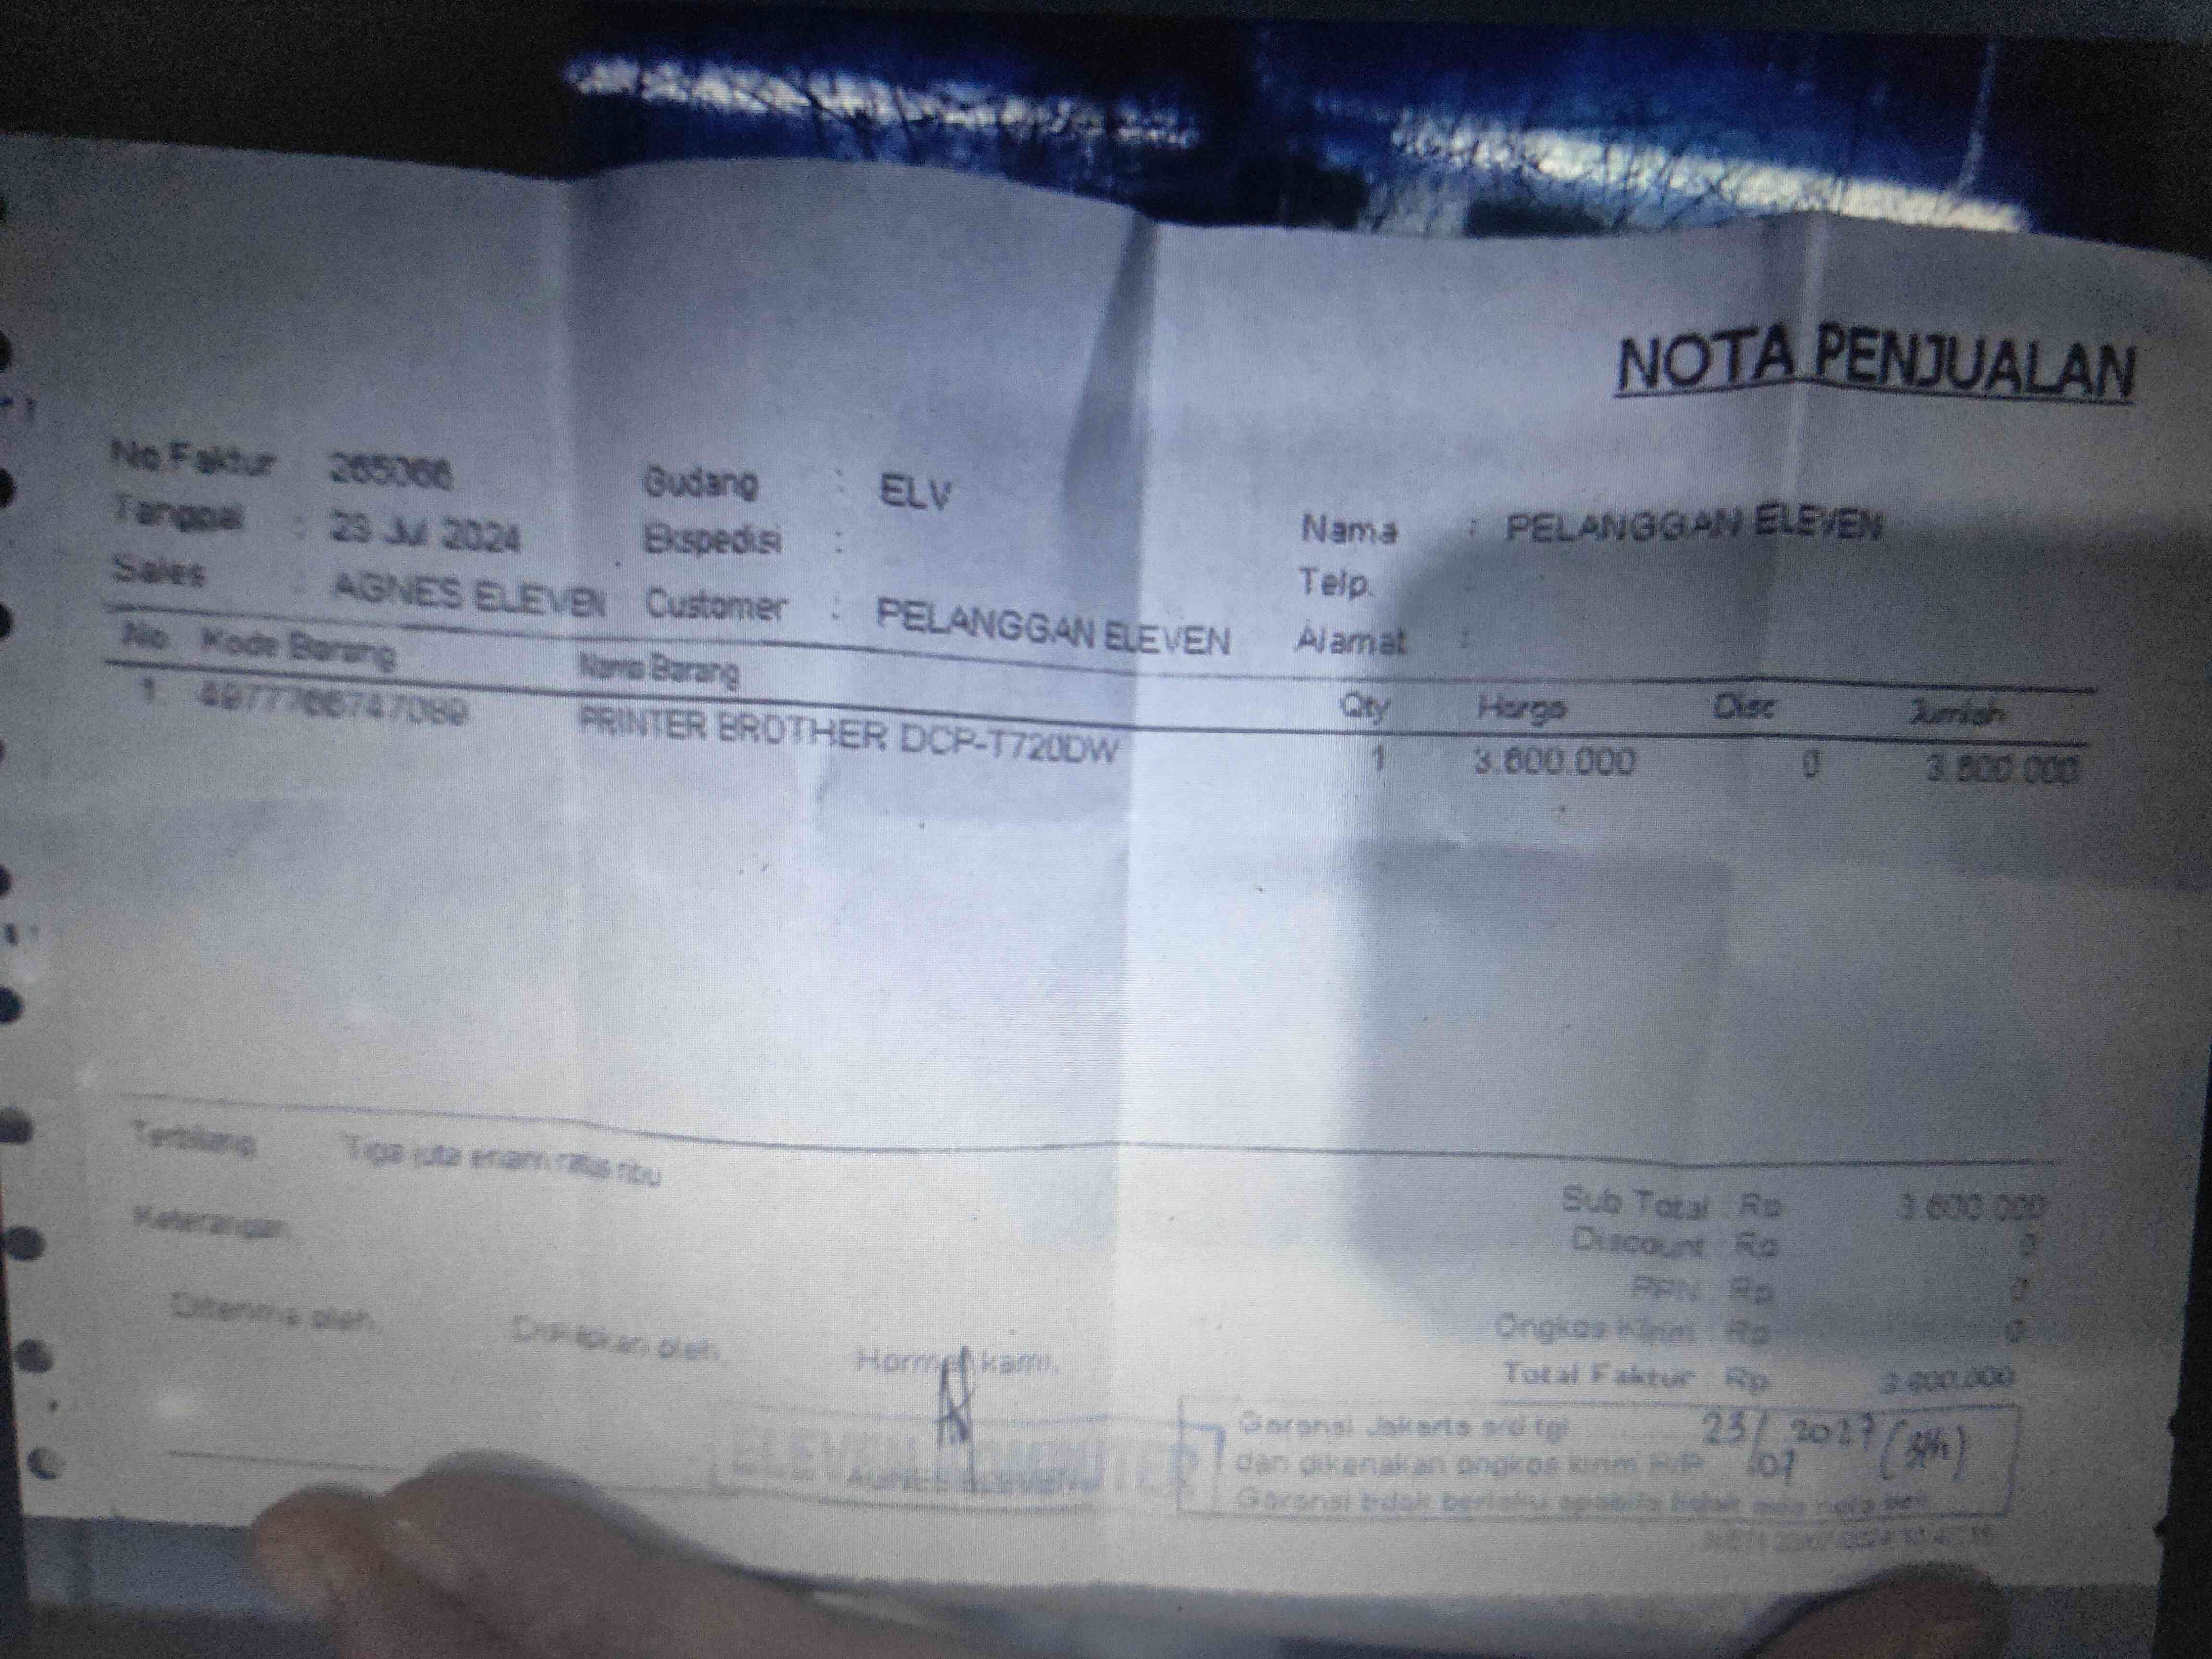 NOTA PENJUALAN
No.Faktur : 265066 Gudang : ELV
Tanggal : 23 Jul 2024 Ekspedisi : Nama : PELANGGAN ELEVEN
Sales : AGNES ELEVEN Customer : PELANGGAN ELEVEN Telp. :
Alamat :
No. Kode Barang Nama Barang Qty Harga Disc Jumlah
1. 4977766747089 PRINTER BROTHER DCP-T720DW 1 3.600.000 0 3.600.000
Terbilang : Tiga juta enam ratus ribu
Sub Total Rp 3.600.000
Keterangan
Discount Rp 0
PPN Rp 0
Ongkos Kirim Rp 0
Total Faktur Rp 3.600.000
Diterima oleh, Disiapkan oleh, Hormat kami,
ELEVEN COMPUTER
Garansi Jakarta s/d tgl 23/07 2027
dan dikenakan ongkos kirim P/P
Garansi tidak berlaku apabila tidak ada nota beli